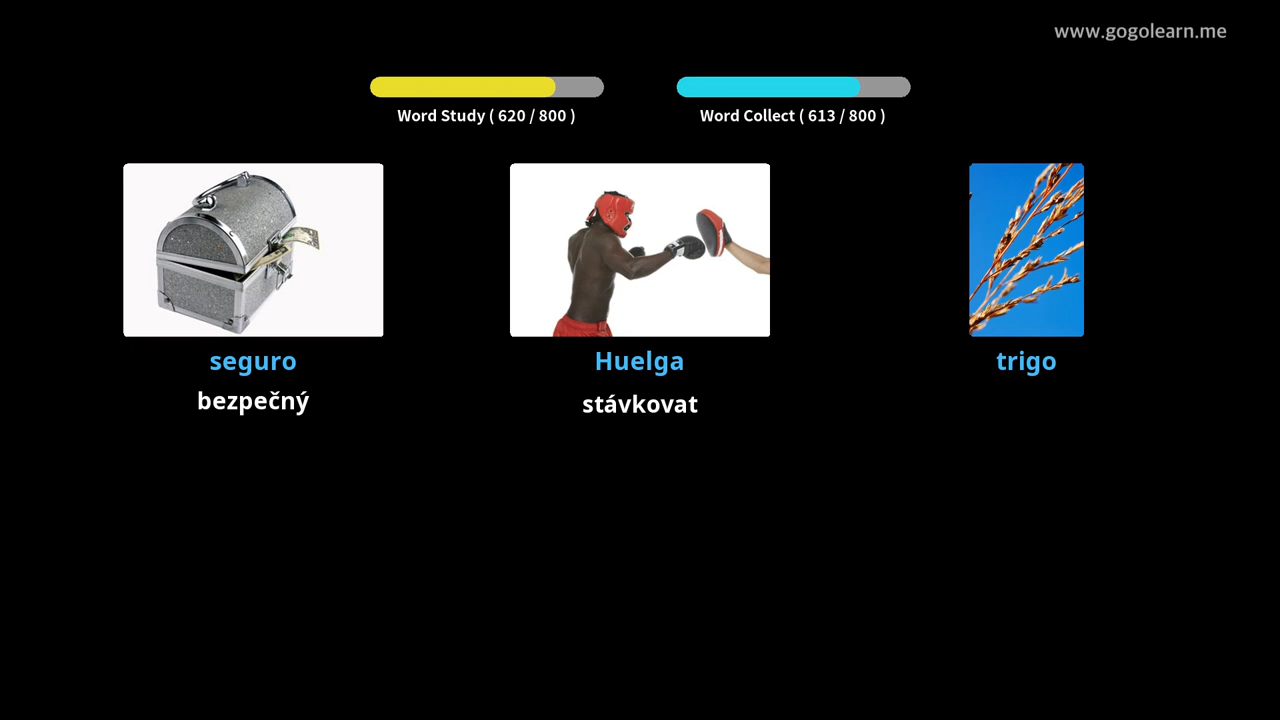 www.gogolearn.me
Word Study ( 620 / 800 )
Word Collect ( 613 / 800 )
seguro
Huelga
trigo
bezpečný
stávkovat